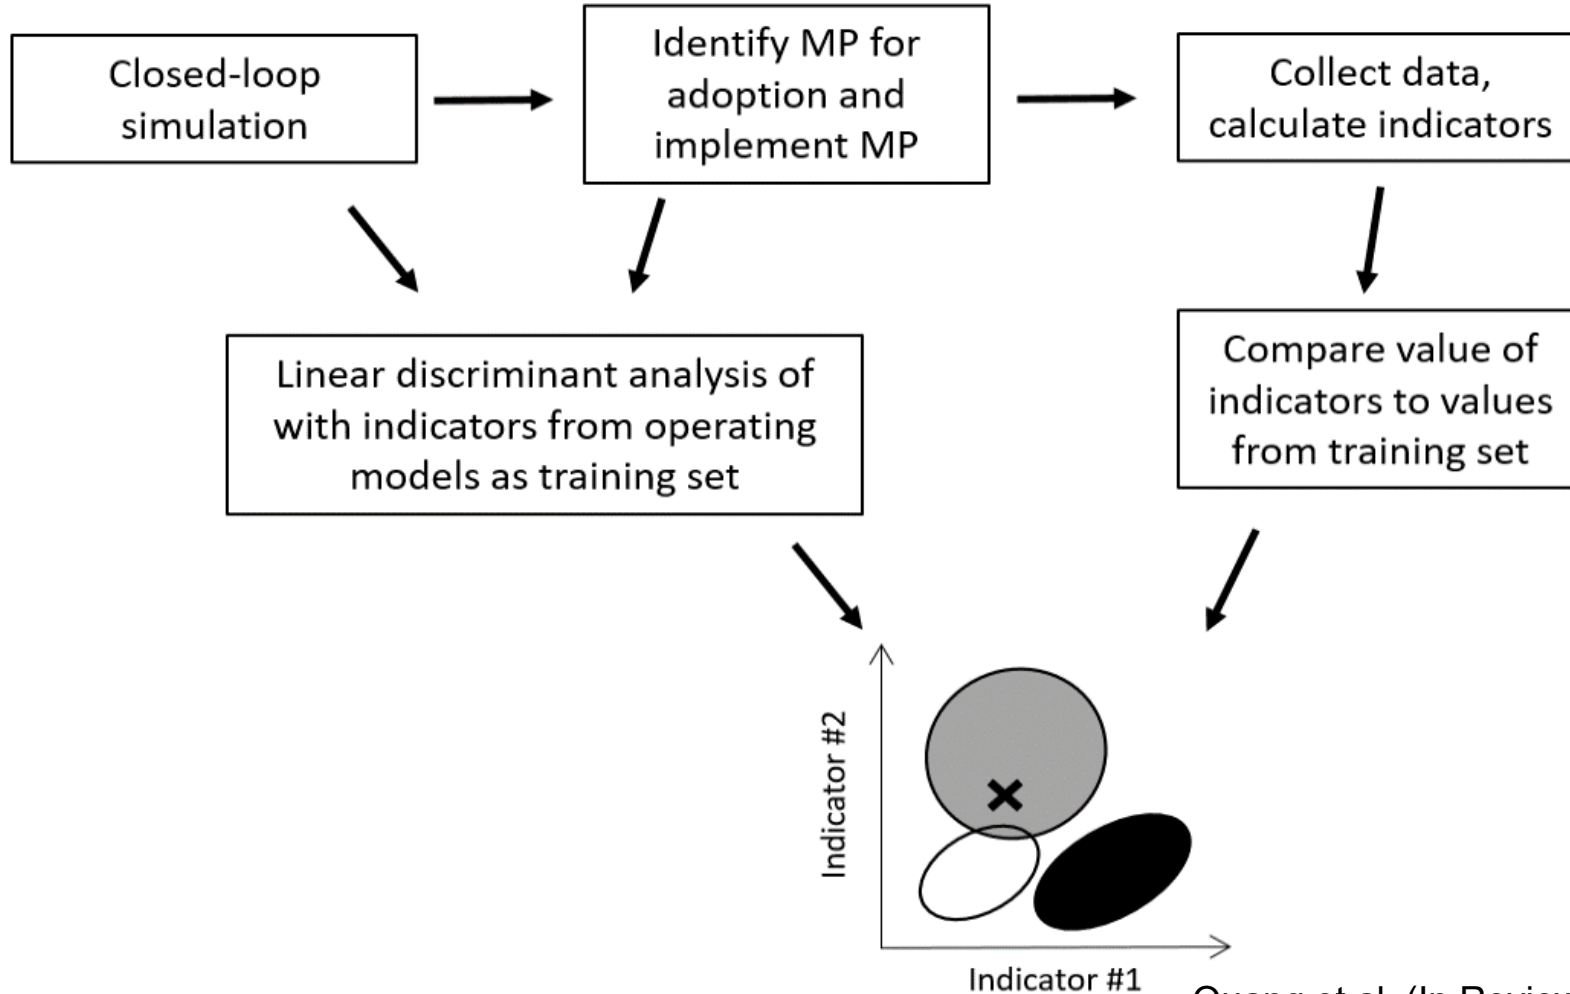 Closed-loop
simulation
Identify MP for
adoption and
implement MP
Collect data,
calculate indicators
Linear discriminant analysis of
with indicators from operating
models as training set
Compare value of
indicators to values
from training set
Indicator #2
Indicator #1